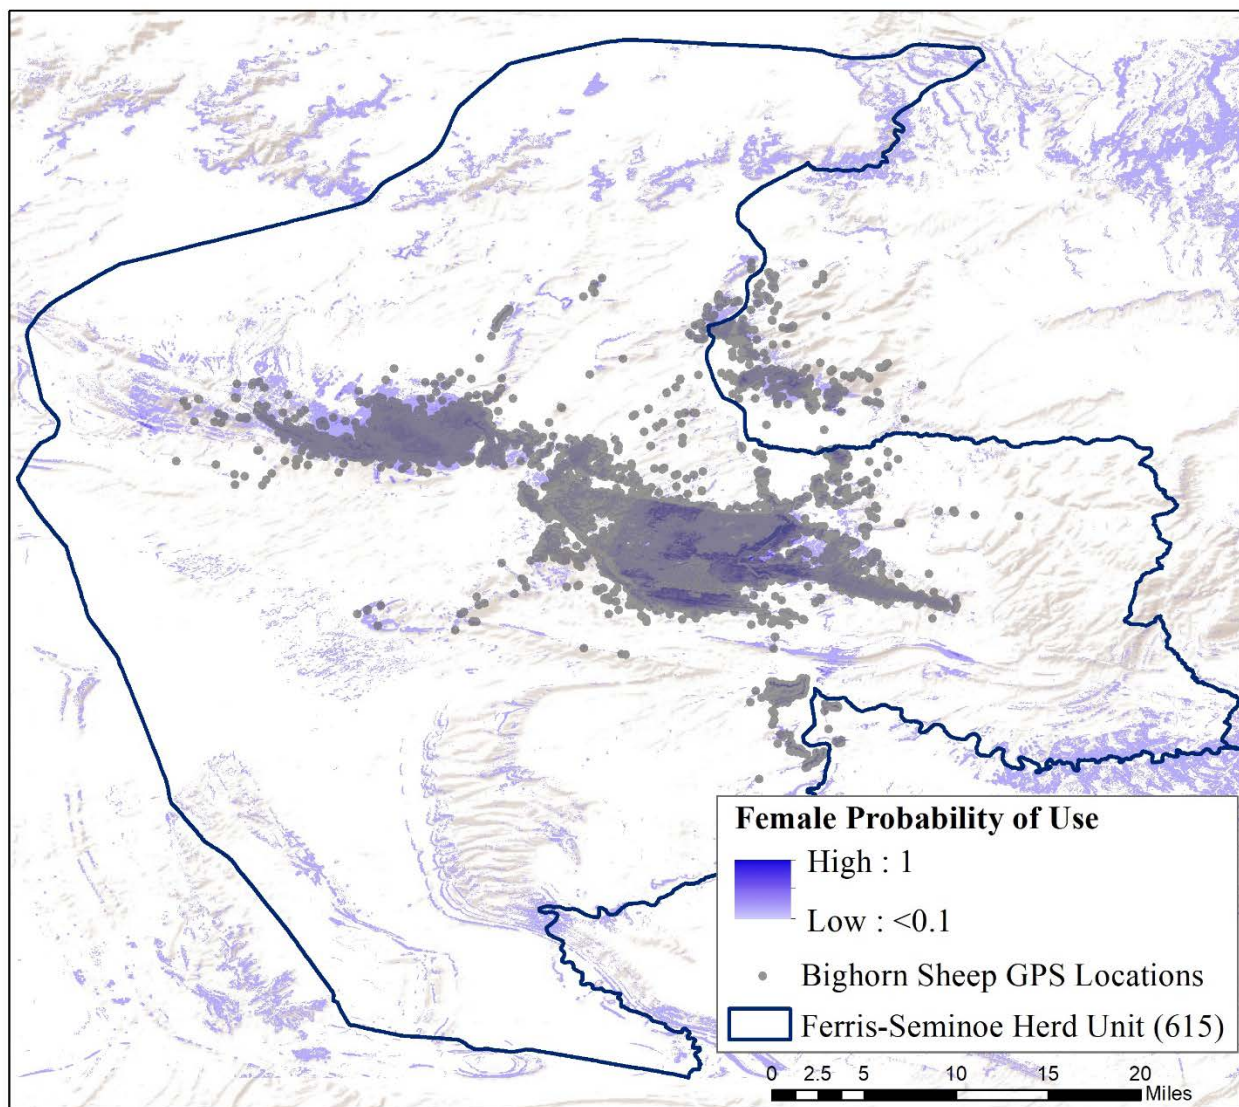 Female Probability of Use
High : 1
Low : <0.1
Bighorn Sheep GPS Locations
Ferris-Seminoe Herd Unit (615)
0 2.5 5 10 15 20
Miles